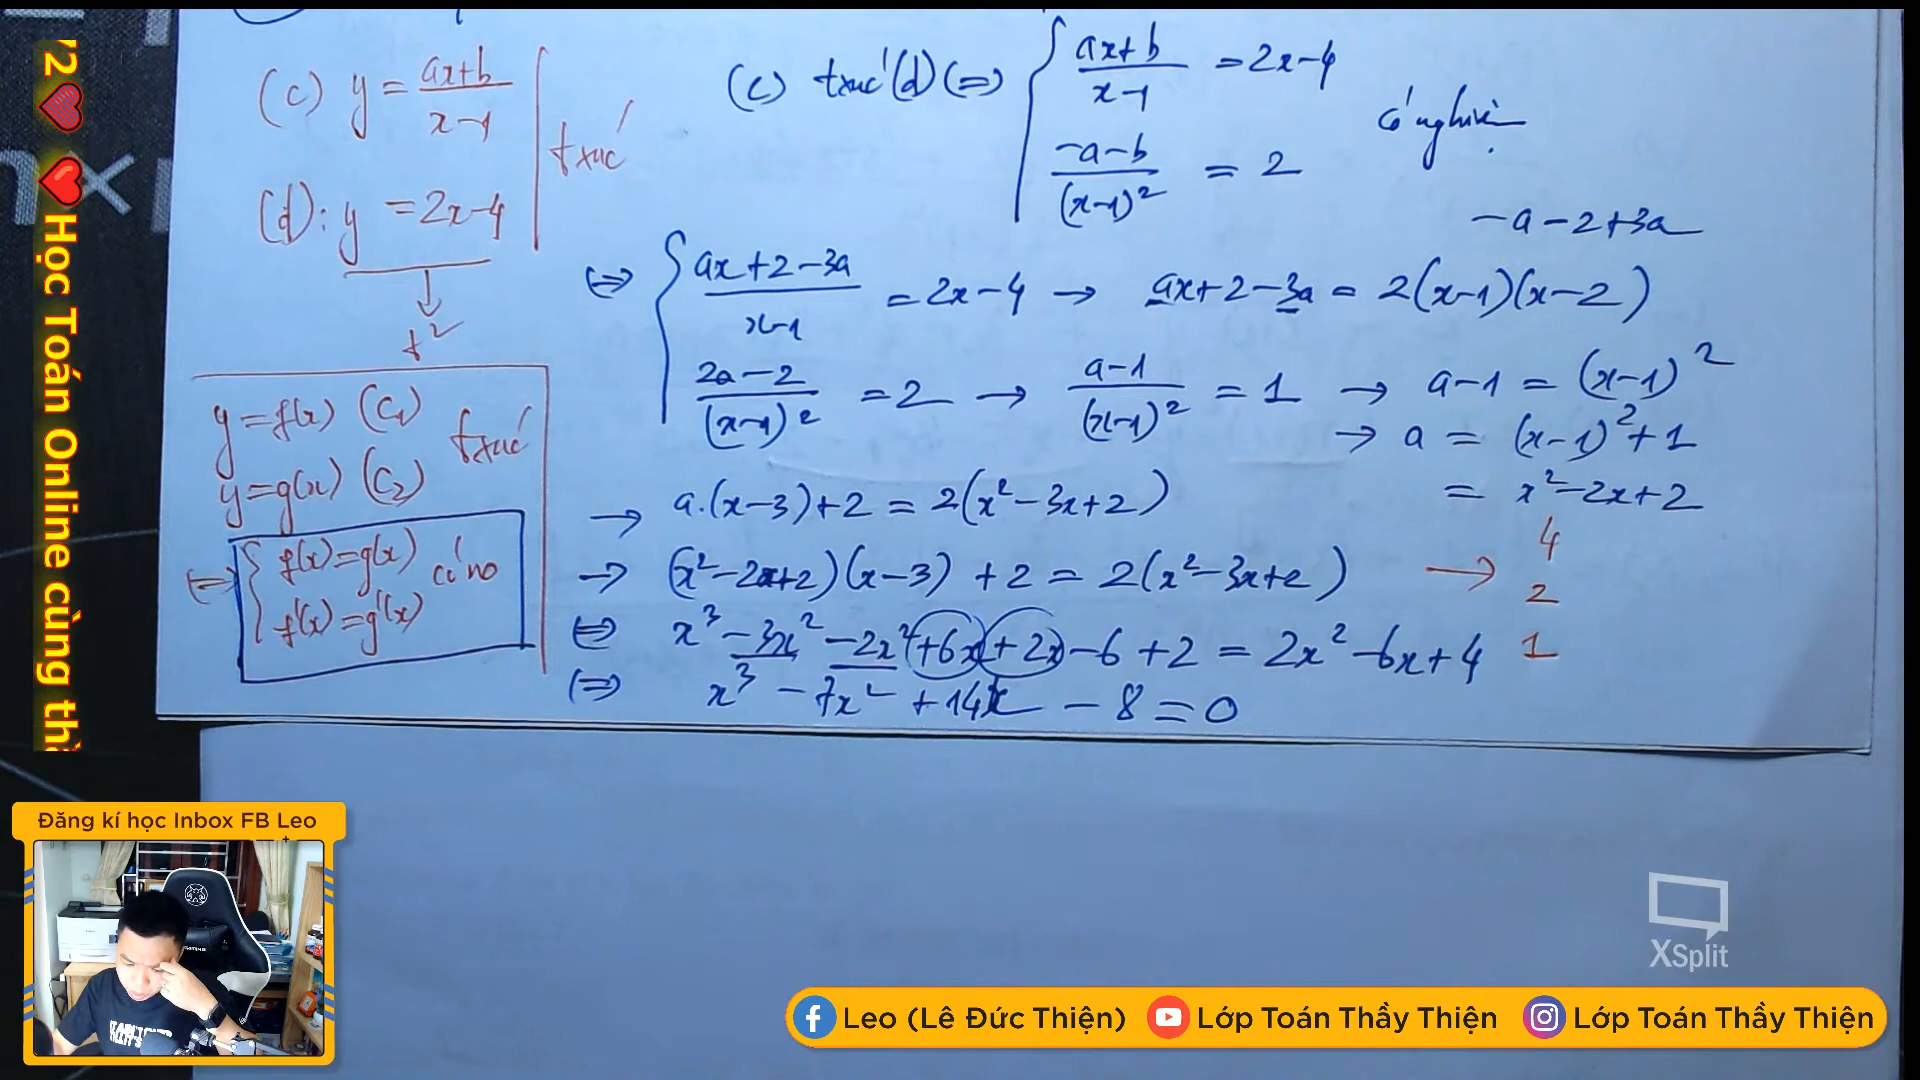 (c) y = (ax+b)/(x-1)
(d): y = 2x-4
t xúc
t²
y = f(x) (C₁)
y = g(x) (C₂)
t xúc
⇔ { f(x) = g(x)
f'(x) = g'(x)
có no
(c) t xúc (d) ⇔ { (ax+b)/(x-1) = 2x-4
(-a-b)/(x-1)² = 2
có nghiệm
-a-2+3a
⇔ { (ax+2-3a)/(x-1) = 2x-4 → ax+2-3a = 2(x-1)(x-2)
(2a-2)/(x-1)² = 2 → (a-1)/(x-1)² = 1 → a-1 = (x-1)²
→ a = (x-1)²+1
= x²-2x+2
→ a.(x-3)+2 = 2(x²-3x+2)
→ (x²-2x+2)(x-3) +2 = 2(x²-3x+2) →
4
2
1
⇔ x³-3x²-2x²+6x+2x-6+2 = 2x²-6x+4
⇔ x³-7x²+14x-8=0
/2 ❤ ❤Học Toán Online cùng th
Đăng kí học Inbox FB Leo
XSplit
Leo (Lê Đức Thiện) Lớp Toán Thầy Thiện Lớp Toán Thầy Thiện